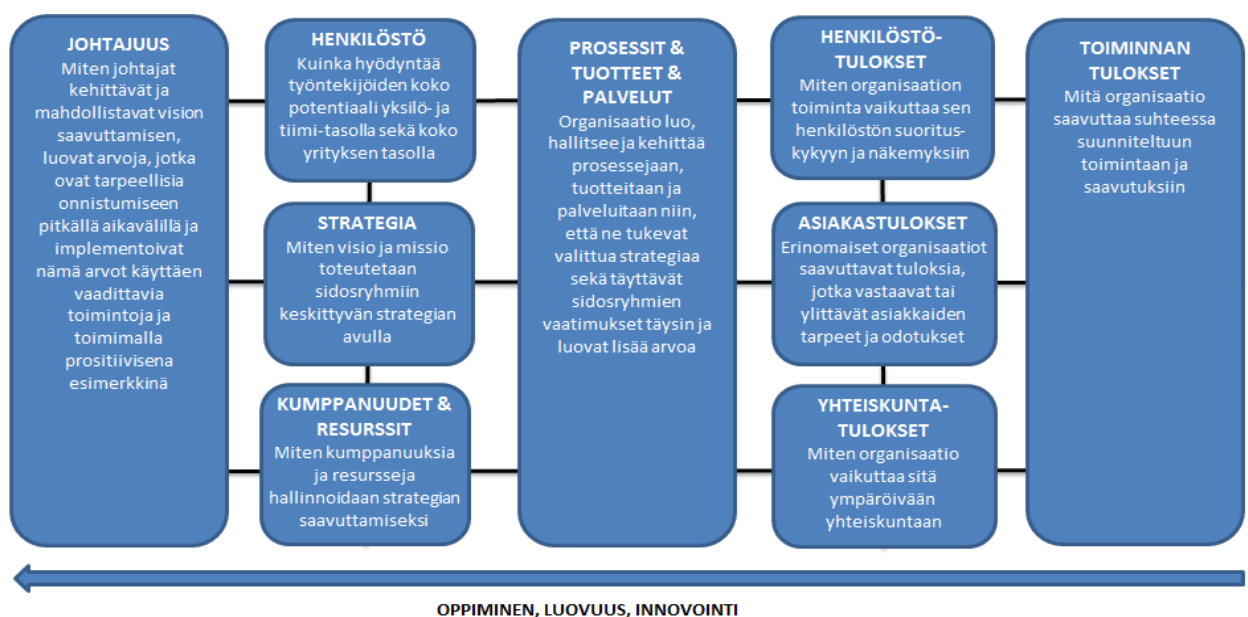 JOHTAJUUS
Miten johtajat
kehittävät ja
mahdollistavat vision
saavuttamisen,
luovat arvoja, jotka
ovat tarpeellisia
onnistumiseen
pitkällä aikavälillä ja
implementoivat
nämä arvot käyttäen
vaadittavia
toimintoja ja
toimimalla
prositiivisena
esimerkkinä
HENKILÖSTÖ
Kuinka hyödyntää
työntekijöiden koko
potentiaali yksilö- ja
tiimi-tasolla sekä koko
yrityksen tasolla
STRATEGIA
Miten visio ja missio
toteutetaan
sidosryhmiin
keskittyvän strategian
avulla
KUMPPANUUDET &
RESURSSIT
Miten kumppanuuksia
ja resursseja
hallinnoidaan strategian
saavuttamiseksi
PROSESSIT &
TUOTTEET &
PALVELUT
Organisaatio luo,
hallitsee ja kehittää
prosessejaan,
tuotteitaan ja
palveluitaan niin,
että ne tukevat
valittua strategiaa
sekä täyttävät
sidosryhmien
vaatimukset täysin ja
luovat lisää arvoa
HENKILÖSTÖ-
TULOKSET
Miten organisaation
toiminta vaikuttaa sen
henkilöstön suoritus-
kykyyn ja näkemyksiin
ASIAKASTULOKSET
Erinomaiset organisaatiot
saavuttavat tuloksia,
jotka vastaavat tai
ylittävät asiakkaiden
tarpeet ja odotukset
YHTEISKUNTA-
TULOKSET
Miten organisaatio
vaikuttaa sitä
ympäröivään
yhteiskuntaan
TOIMINNAN
TULOKSET
Mitä organisaatio
saavuttaa suhteessa
suunniteltuun
toimintaan ja
saavutuksiin
OPPIMINEN, LUOVUUS, INNOVOINTI